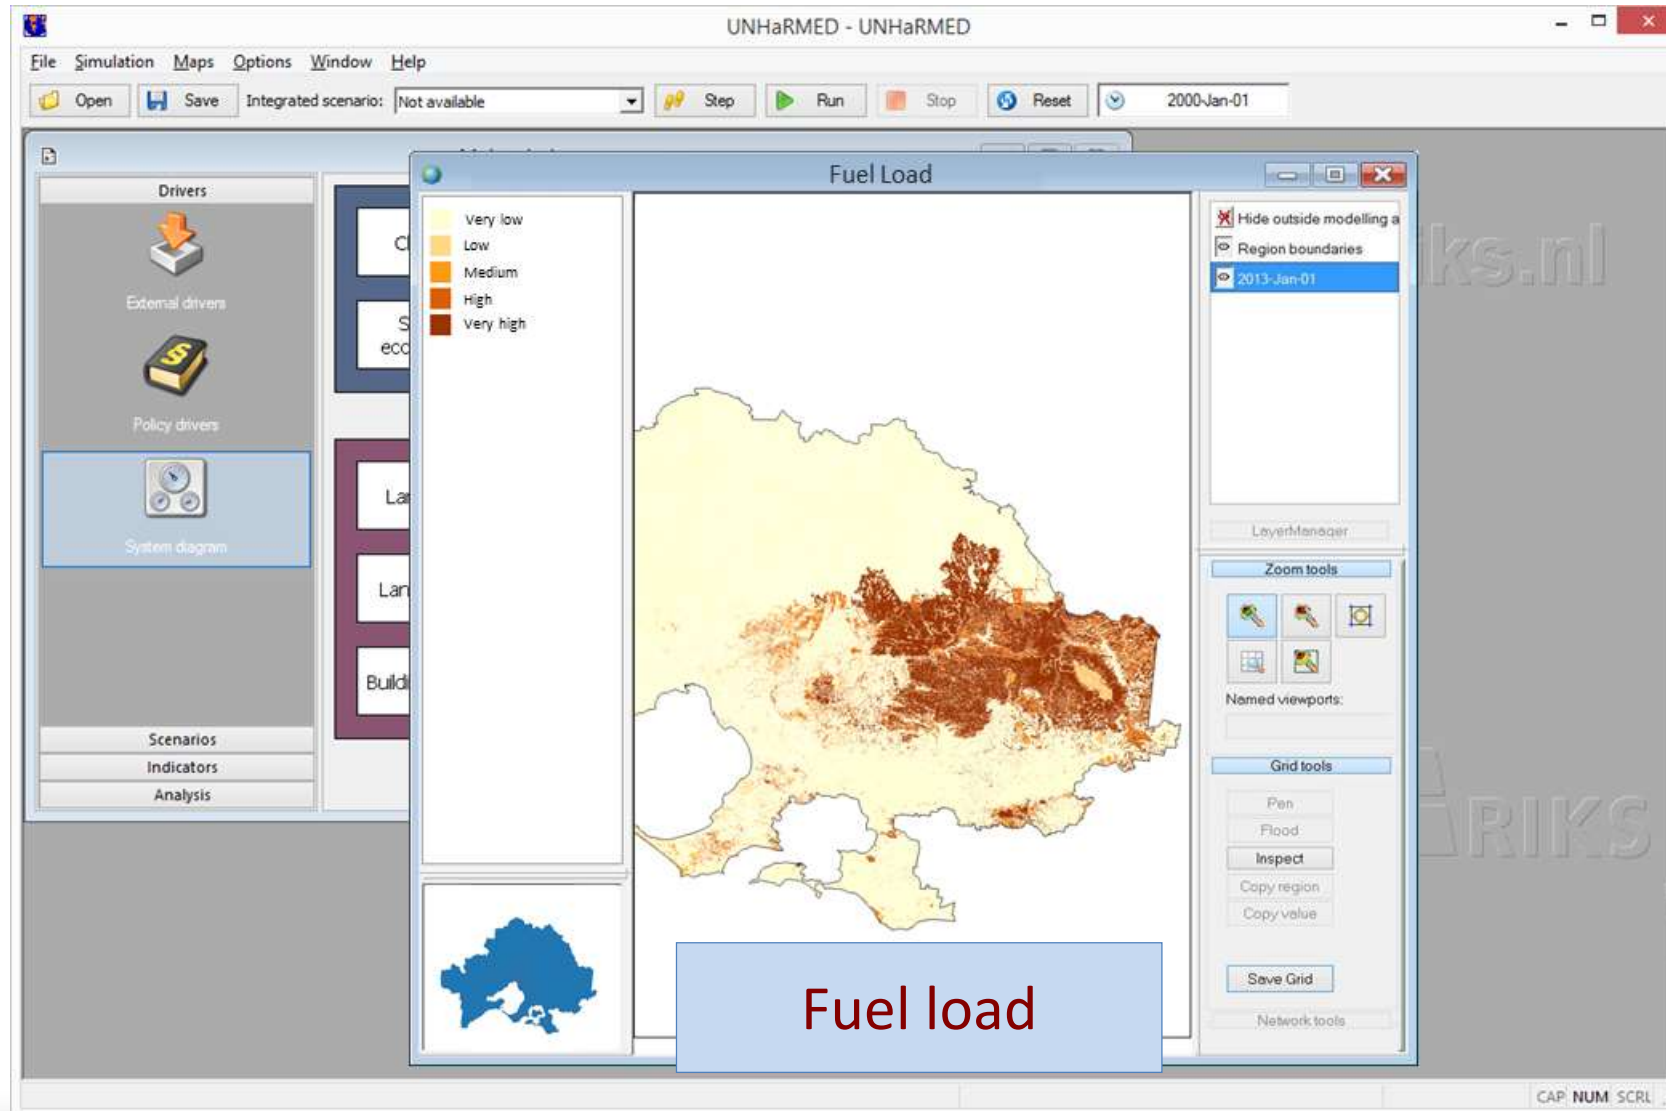 UNHaRMED - UNHaRMED
File Simulation Maps Options Window Help
Open Save Integrated scenario: Not available Step Run Stop Reset 2000-Jan-01
Drivers
External drivers
Policy drivers
System diagram
Scenarios
Indicators
Analysis
Fuel Load
Very low
Low
Medium
High
Very high
Hide outside modelling a
Region boundaries
2013-Jan-01
LayerManager
Zoom tools
Named viewports:
Grid tools
Pen
Flood
Inspect
Copy region
Copy value
Save Grid
Network tools
Fuel load
iks.nl
RIKS
CAP NUM SCRL